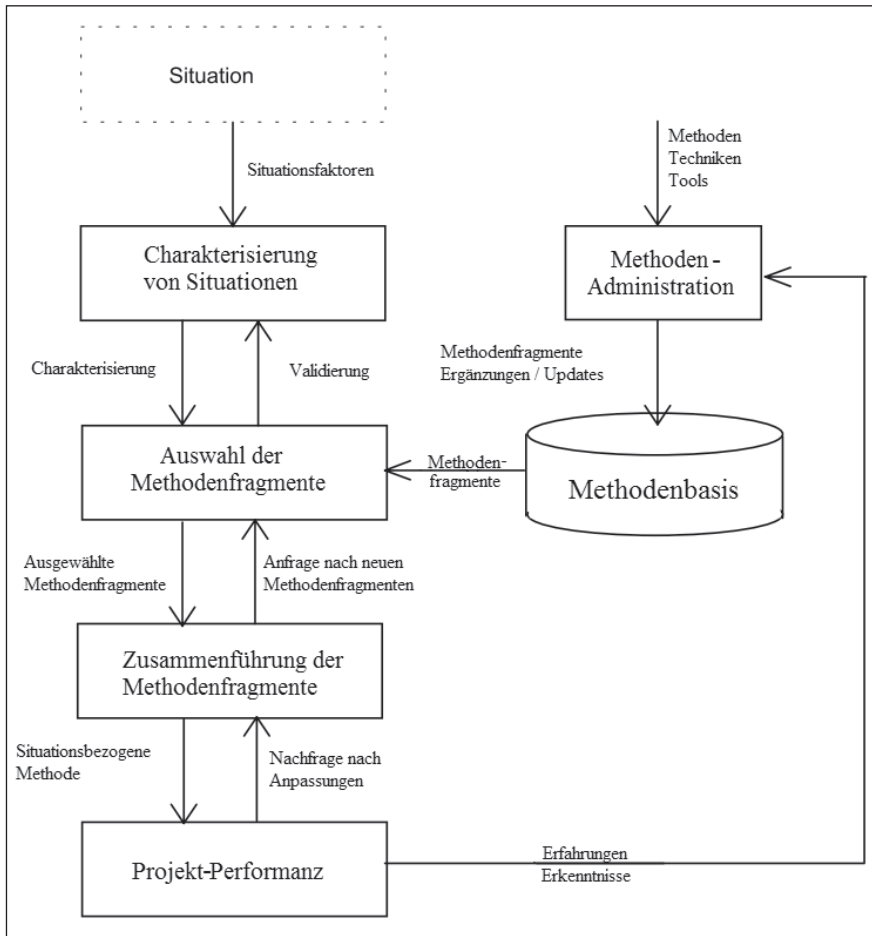 Situation
Situationsfaktoren
Methoden
Techniken
Tools
Charakterisierung
von Situationen
Methoden-
Administration
Charakterisierung
Validierung
Methodenfragmente
Ergänzungen / Updates
Auswahl der
Methodenfragmente
Methoden-
fragmente
Methodenbasis
Ausgewählte
Methodenfragmente
Anfrage nach neuen
Methodenfragmenten
Zusammenführung der
Methodenfragmente
Situationsbezogene
Methode
Nachfrage nach
Anpassungen
Projekt-Performanz
Erfahrungen
Erkenntnisse